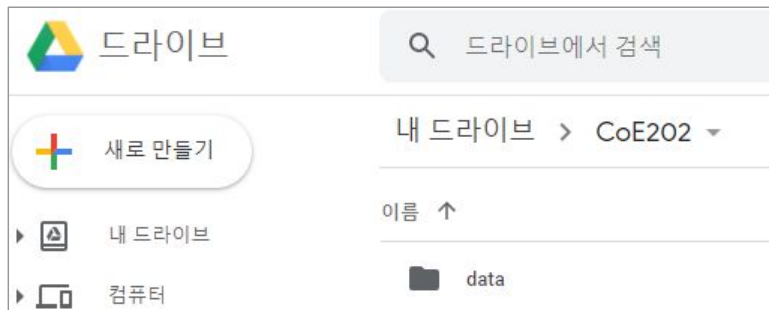 드라이브
드라이브에서 검색
새로 만들기
내 드라이브 > CoE202
이름 ↑
내 드라이브
data
컴퓨터